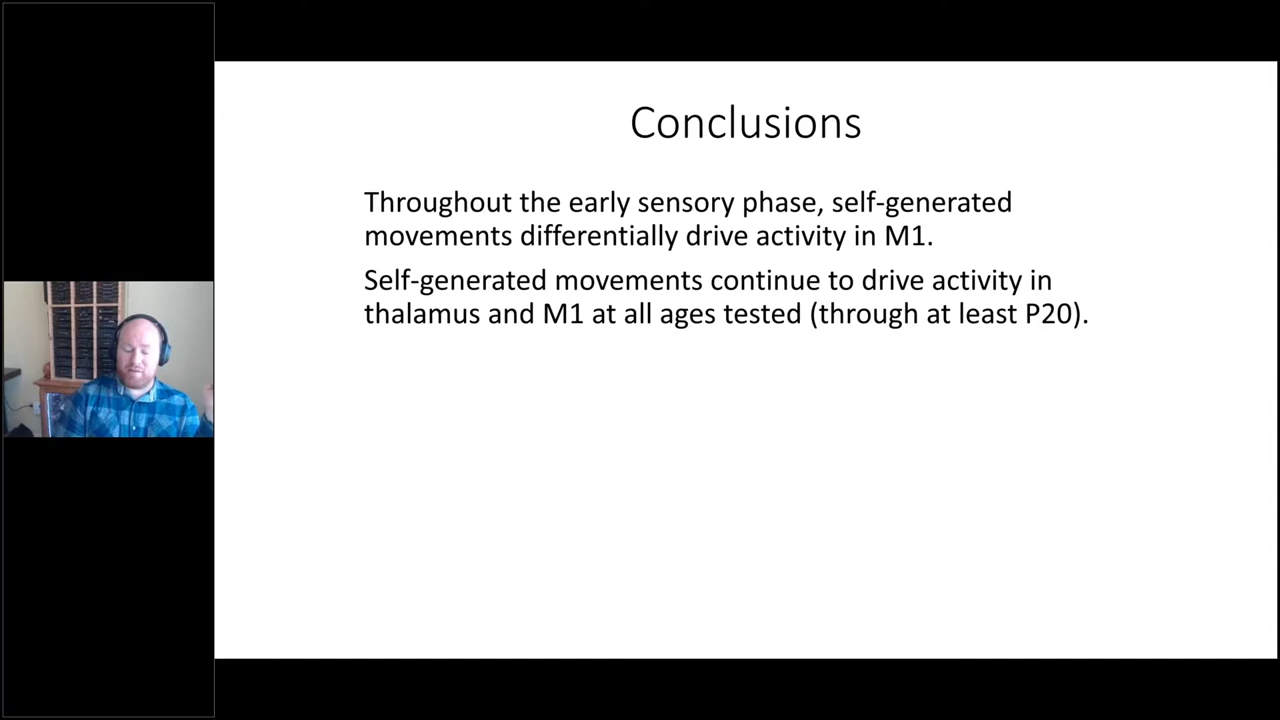 Conclusions
Throughout the early sensory phase, self-generated
movements differentially drive activity in M1.
Self-generated movements continue to drive activity in
thalamus and M1 at all ages tested (through at least P20).